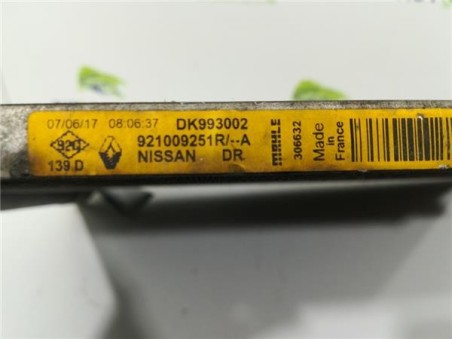 07/06/17 08:06:37 DK993002
921009251R/--A
139 D NISSAN DR
MAHLE
306632
Made in
France